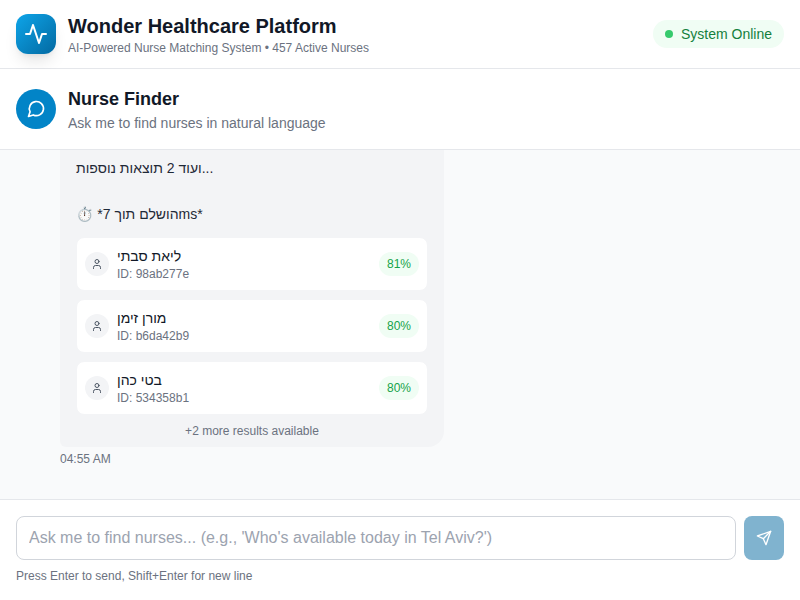 Wonder Healthcare Platform
AI-Powered Nurse Matching System • 457 Active Nurses
System Online
Nurse Finder
Ask me to find nurses in natural language
ועוד 2 תוצאות נוספות...
⏱️ *הושלם תוך 7ms*
ליאת סבתי
81%
ID: 98ab277e
מורן זימן
80%
ID: b6da42b9
בטי כהן
80%
ID: 534358b1
+2 more results available
04:55 AM
Ask me to find nurses... (e.g., 'Who's available today in Tel Aviv?')
Press Enter to send, Shift+Enter for new line